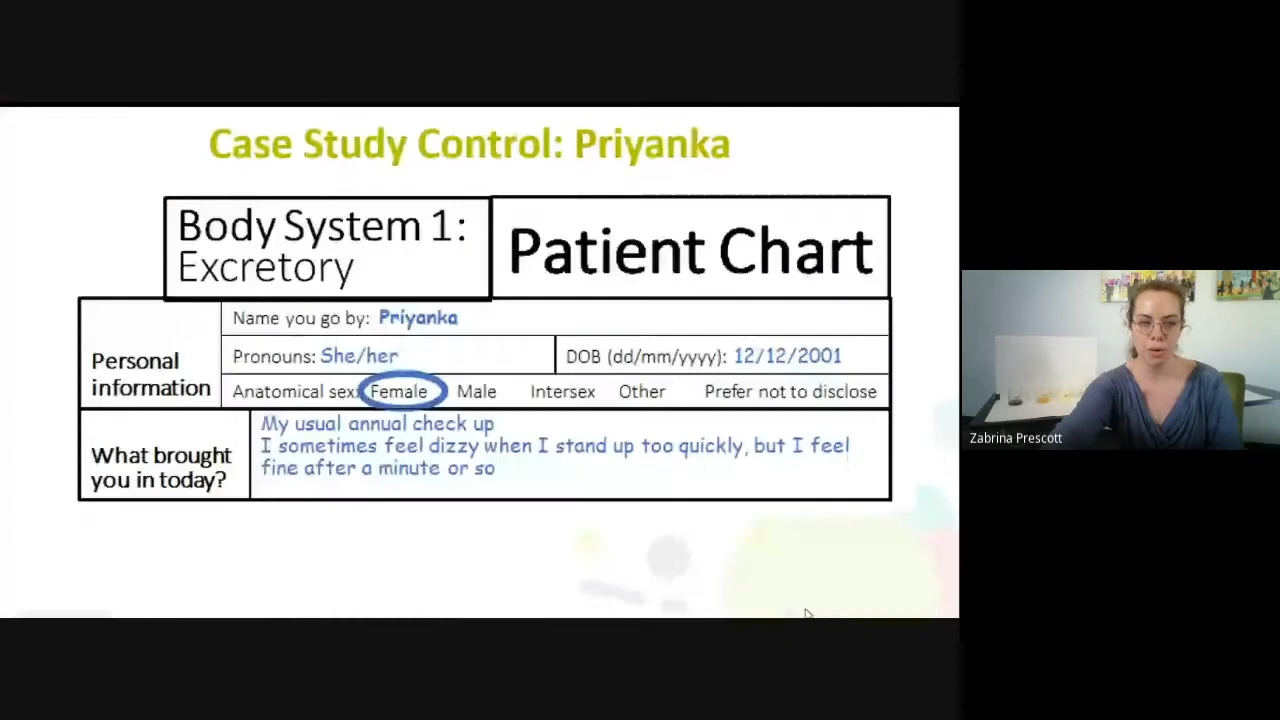 Case Study Control: Priyanka
Body System 1:
Excretory
Patient Chart
Personal
information
Name you go by: Priyanka
Pronouns: She/her
DOB (dd/mm/yyyy): 12/12/2001
Anatomical sex: Female Male Intersex Other Prefer not to disclose
What brought
you in today?
My usual annual check up
I sometimes feel dizzy when I stand up too quickly, but I feel
fine after a minute or so
Zabrina Prescott